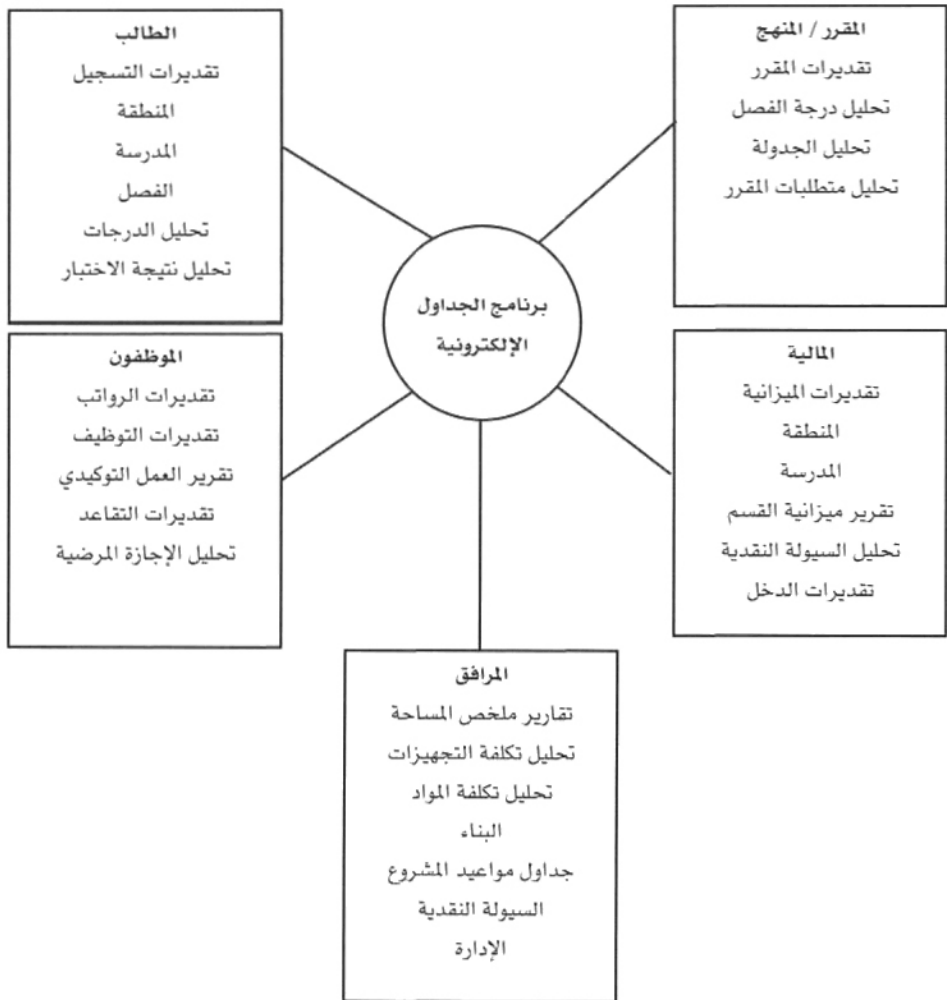 المقرر / المنهج
تقديرات المقرر
تحليل درجة الفصل
تحليل الجدولة
تحليل متطلبات المقرر
الطالب
تقديرات التسجيل
المنطقة
المدرسة
الفصل
تحليل الدرجات
تحليل نتيجة الاختبار
برنامج الجداول
الإلكترونية
المالية
تقديرات الميزانية
المنطقة
المدرسة
تقرير ميزانية القسم
تحليل السيولة النقدية
تقديرات الدخل
الموظفون
تقديرات الرواتب
تقديرات التوظيف
تقرير العمل التوكيدي
تقديرات التقاعد
تحليل الإجازة المرضية
المرافق
تقارير ملخص المساحة
تحليل تكلفة التجهيزات
تحليل تكلفة المواد
البناء
جداول مواعيد المشروع
السيولة النقدية
الإدارة